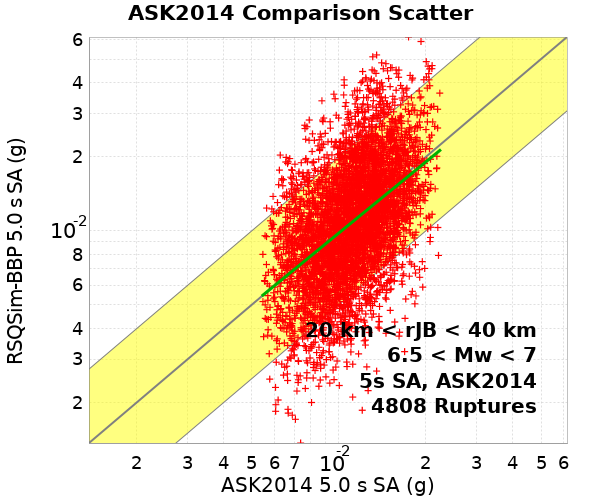 ASK2014 Comparison Scatter
6
4
3
2
10-2
8
6
4
3
2
RSQSim-BBP 5.0 s SA (g)
20 km < rJB < 40 km
6.5 < Mw < 7
5s SA, ASK2014
4808 Ruptures
2 3 4 5 6 7 10-2 2 3 4 5 6
ASK2014 5.0 s SA (g)